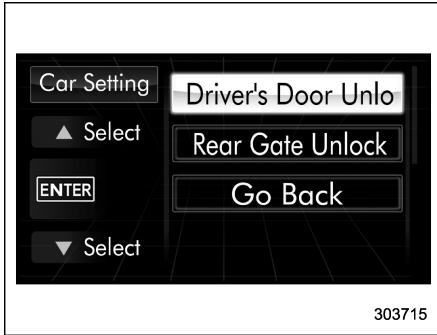 Car Setting
Driver's Door Unlo
▲ Select
Rear Gate Unlock
ENTER
Go Back
▼ Select
303715